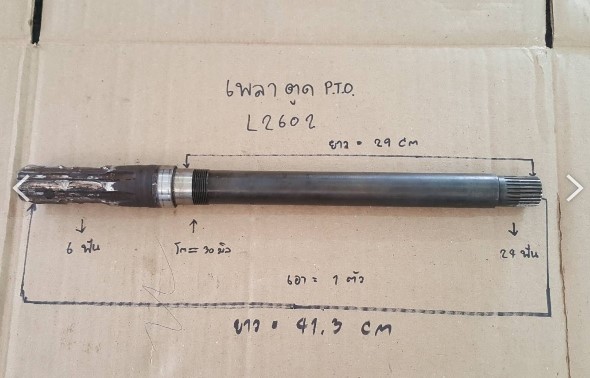 เพลาตูด P.T.O.
L2602
ยาว = 29 CM
6 ฟัน
โต = 30 มิล
29 ฟัน
เอา = 1 ตัว
ยาว = 41.3 CM